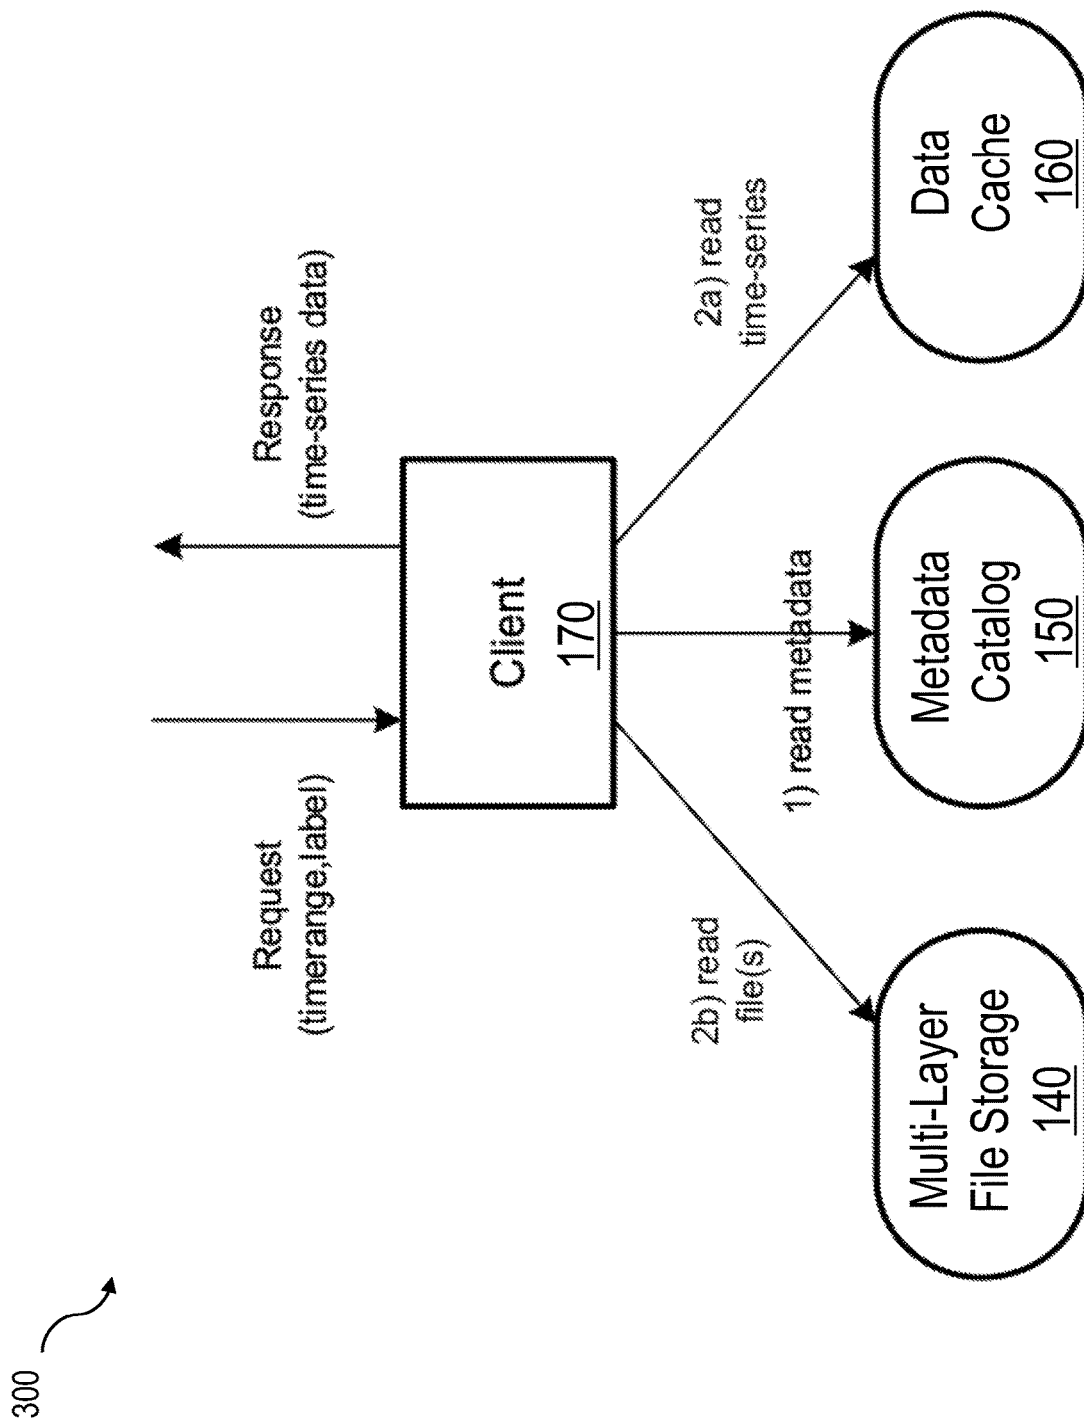 300
Request
(timerange,label)
Response
(time-series data)
Client
170
2b) read
file(s)
1) read metadata
2a) read
time-series
Multi-Layer
File Storage
140
Metadata
Catalog
150
Data
Cache
160